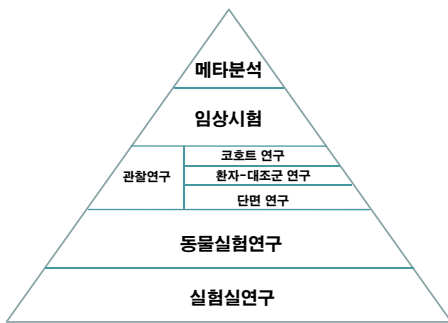 메타분석
임상시험
관찰연구
코호트 연구
환자-대조군 연구
단면 연구
동물실험연구
실험실연구